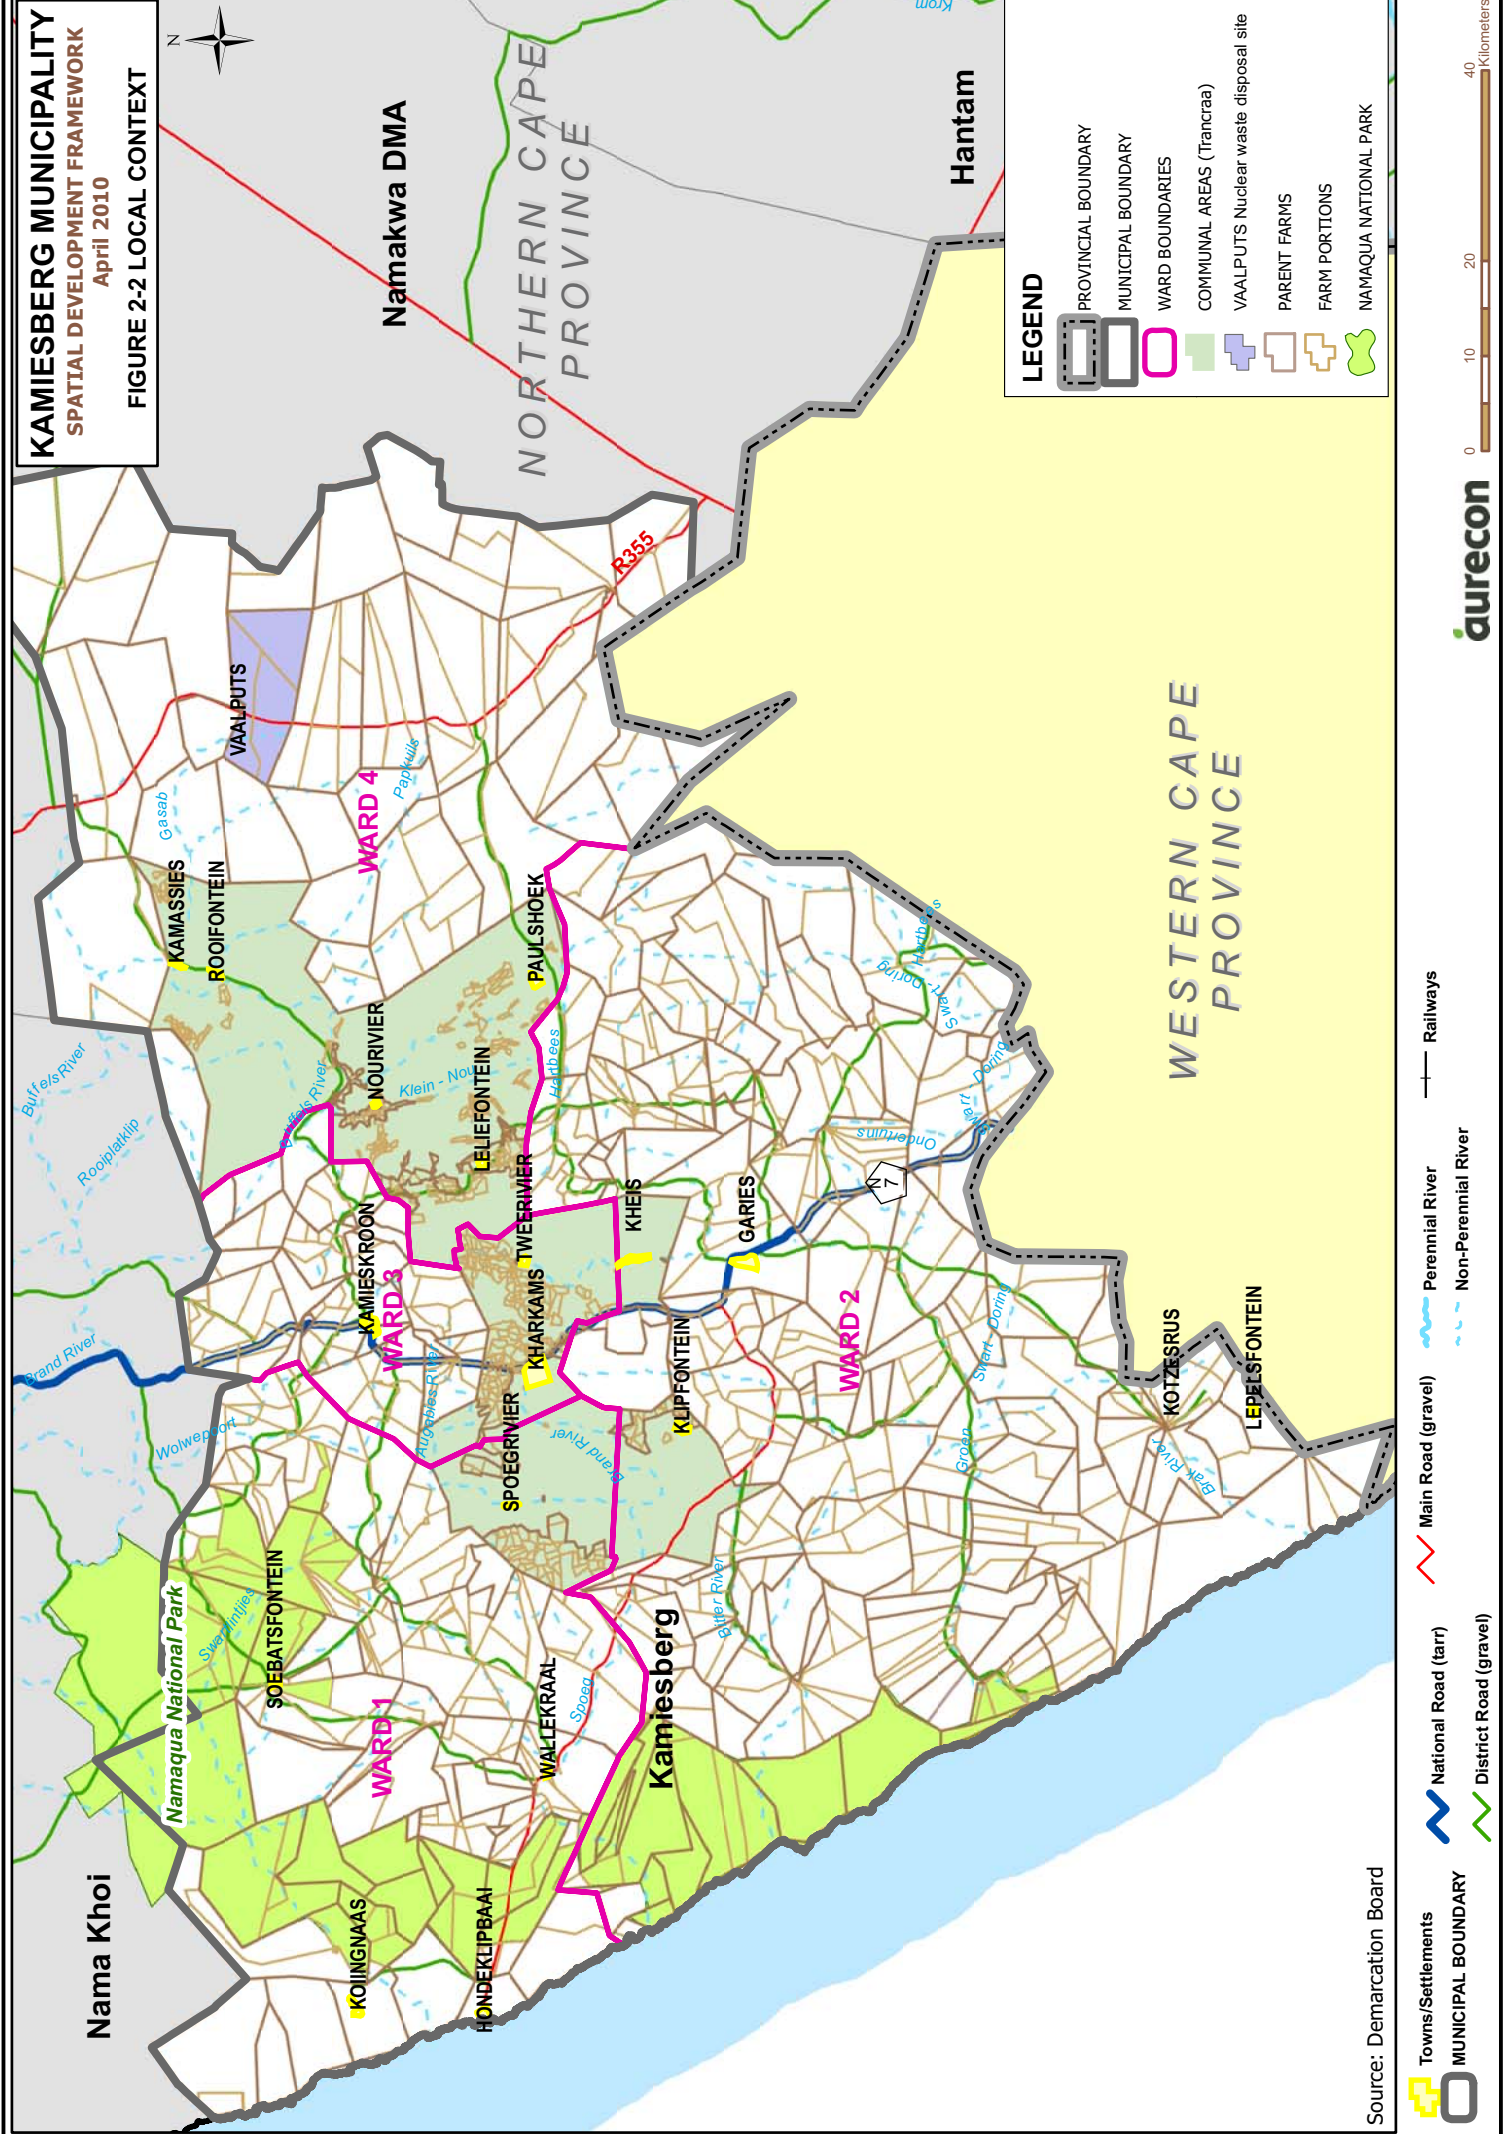 KAMIESBERG MUNICIPALITY
SPATIAL DEVELOPMENT FRAMEWORK
April 2010
FIGURE 2-2 LOCAL CONTEXT
N
Nama Khoi
Namakwa DMA
Hantam
Kamiesberg
NORTHERN CAPE
PROVINCE
WESTERN CAPE
PROVINCE
Namaqua National Park
WARD 1
WARD 2
WARD 3
WARD 4
KOIINGNAAS
HONDEKLIPBAAI
SOEBATSFONTEIN
WALLEKRAAL
SPOEGRIVIER
KHARKAMS
KAMIESKROON
TWEERIVIER
LELIEFONTEIN
NOURIVIER
KAMASSIES
ROOIFONTEIN
PAULSHOEK
VAALPUTS
KHEIS
GARIES
KLIPFONTEIN
KOTZESRUS
LEPELSFONTEIN
R355
N
7
Brand River
Wolwepoort
Swartlintjies
Buffels River
Rooiplatklip
Buffels River
Gasab
Papkuils
Klein - Nou
Hartbees
Augabies River
Brand River
Spoeg
Bitter River
Groen
Swart - Doring
Brak River
Ondertuins
Swart - Doring
Swart - Doring
Hartbees
Krom
LEGEND
PROVINCIAL BOUNDARY
MUNICIPAL BOUNDARY
WARD BOUNDARIES
COMMUNAL AREAS (Trancraa)
VAALPUTS Nuclear waste disposal site
PARENT FARMS
FARM PORTIONS
NAMAQUA NATIONAL PARK
Source: Demarcation Board
Towns/Settlements
MUNICIPAL BOUNDARY
National Road (tarr)
District Road (gravel)
Main Road (gravel)
Perennial River
Non-Perennial River
Railways
aurecon
0 10 20 40
Kilometers